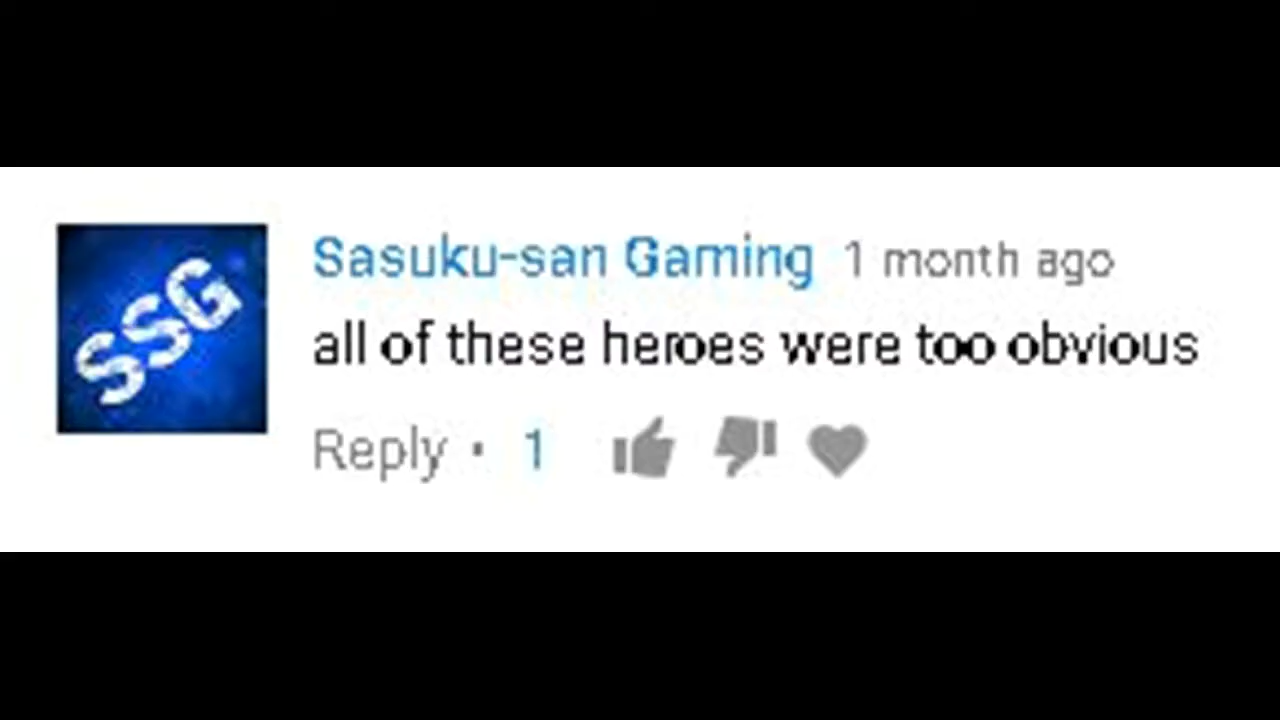 SSG
Sasuku-san Gaming 1 month ago
all of these heroes were too obvious
Reply · 1